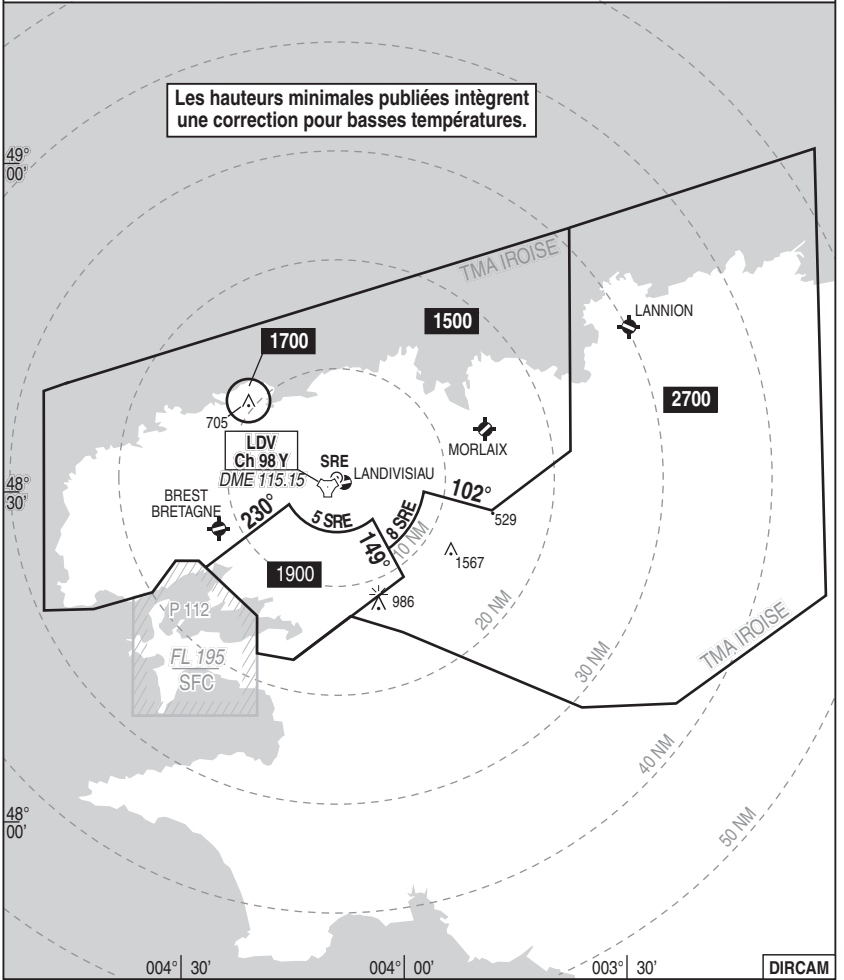 Les hauteurs minimales publiées intègrent
une correction pour basses températures.
49°
00'
TMA IROISE
LANNION
1500
1700
2700
705
MORLAIX
LDV
Ch 98 Y
DME 115.15
SRE
LANDIVISIAU
48°
30'
BREST
BRETAGNE
230°
5 SRE
149°
8 SRE
102°
529
10 NM
1567
1900
986
P 112
20 NM
FL 195
SFC
TMA IROISE
30 NM
40 NM
50 NM
48°
00'
004° 30'
004° 00'
003° 30'
DIRCAM